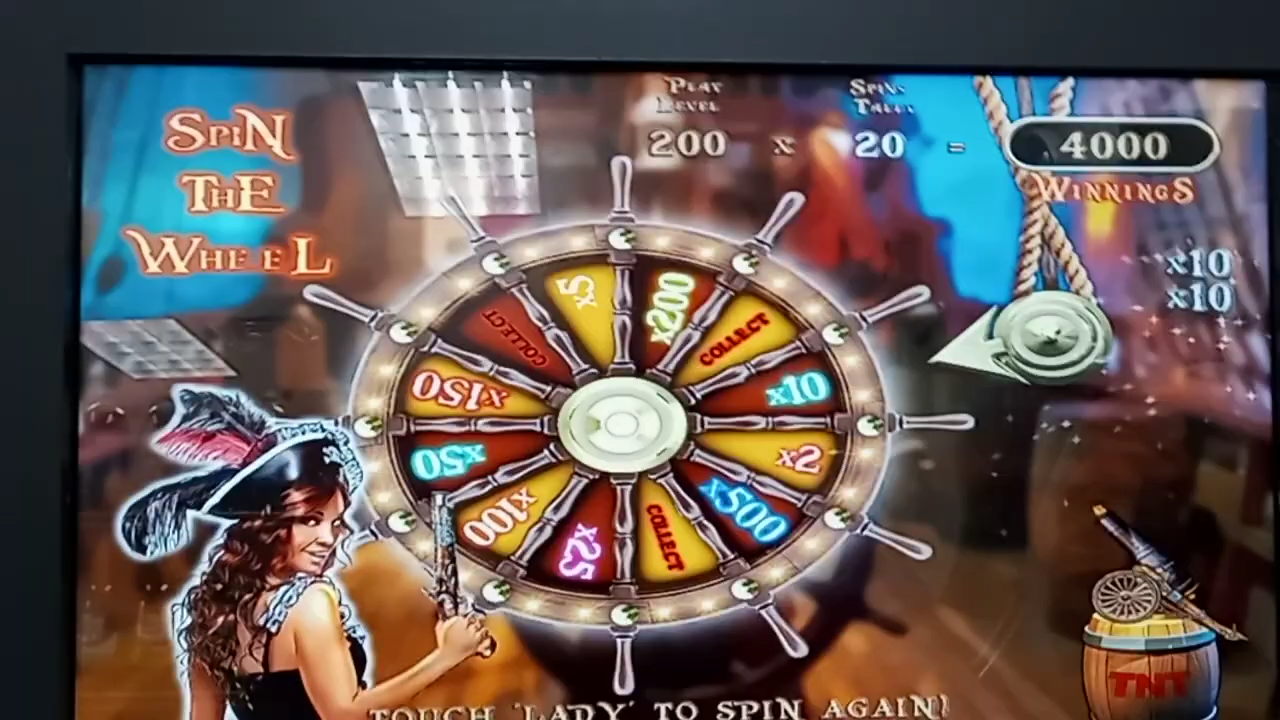 SPIN
THE
WHEEL
PLAY
LEVEL
200 x 20 = 4000
SPINS
WINNINGS
x10
x10
x5
x200
COLLECT
COLLECT
x10
x150
x2
x50
x500
x100
COLLECT
x25
TNT
TOUCH 'LADY' TO SPIN AGAIN!